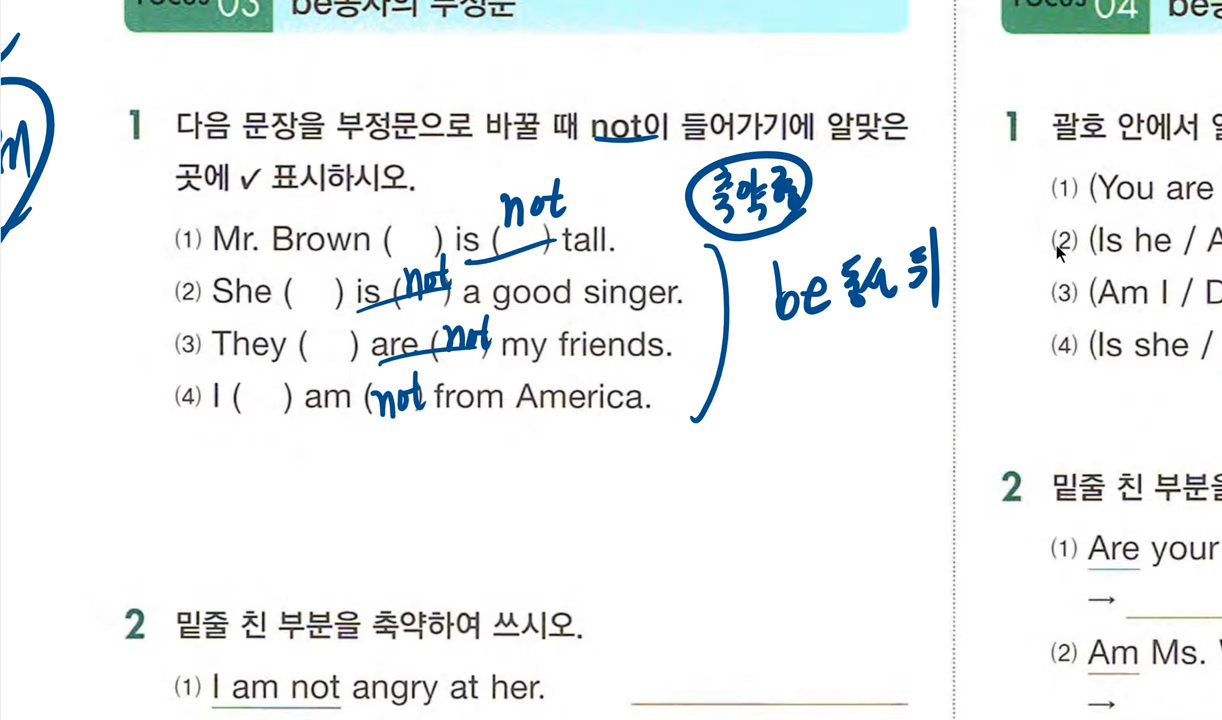 FOCUS 03 be동사의 부정문
1 다음 문장을 부정문으로 바꿀 때 not이 들어가기에 알맞은
곳에 ✓ 표시하시오.
not
축약형
(1) Mr. Brown ( ) is ( ) tall.
be동사 뒤
(2) She ( ) is (not) a good singer.
(3) They ( ) are (not) my friends.
(4) I ( ) am (not) from America.
2 밑줄 친 부분을 축약하여 쓰시오.
(1) I am not angry at her.
FOCUS 04
1 괄호 안에서
(1) (You are
(2) (Is he /
(3) (Am I /
(4) (Is she /
2 밑줄 친 부분을
(1) Are your
→
(2) Am Ms.
→